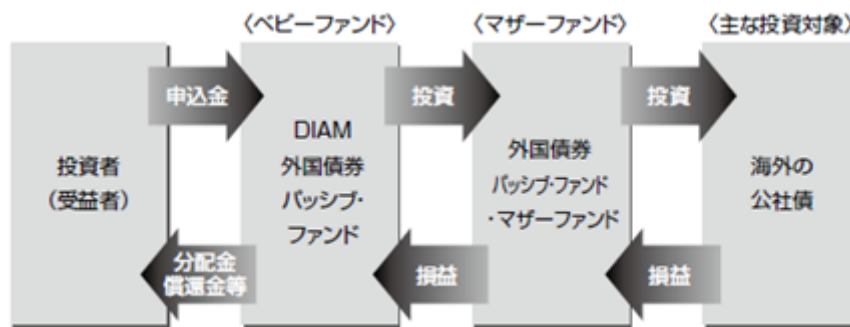 〈ベビーファンド〉
〈マザーファンド〉
〈主な投資対象〉
申込金
投資
投資
投資者
（受益者）
DIAM
外国債券
パッシブ・
ファンド
外国債券
パッシブ・ファンド
・マザーファンド
海外の
公社債
分配金
償還金等
損益
損益